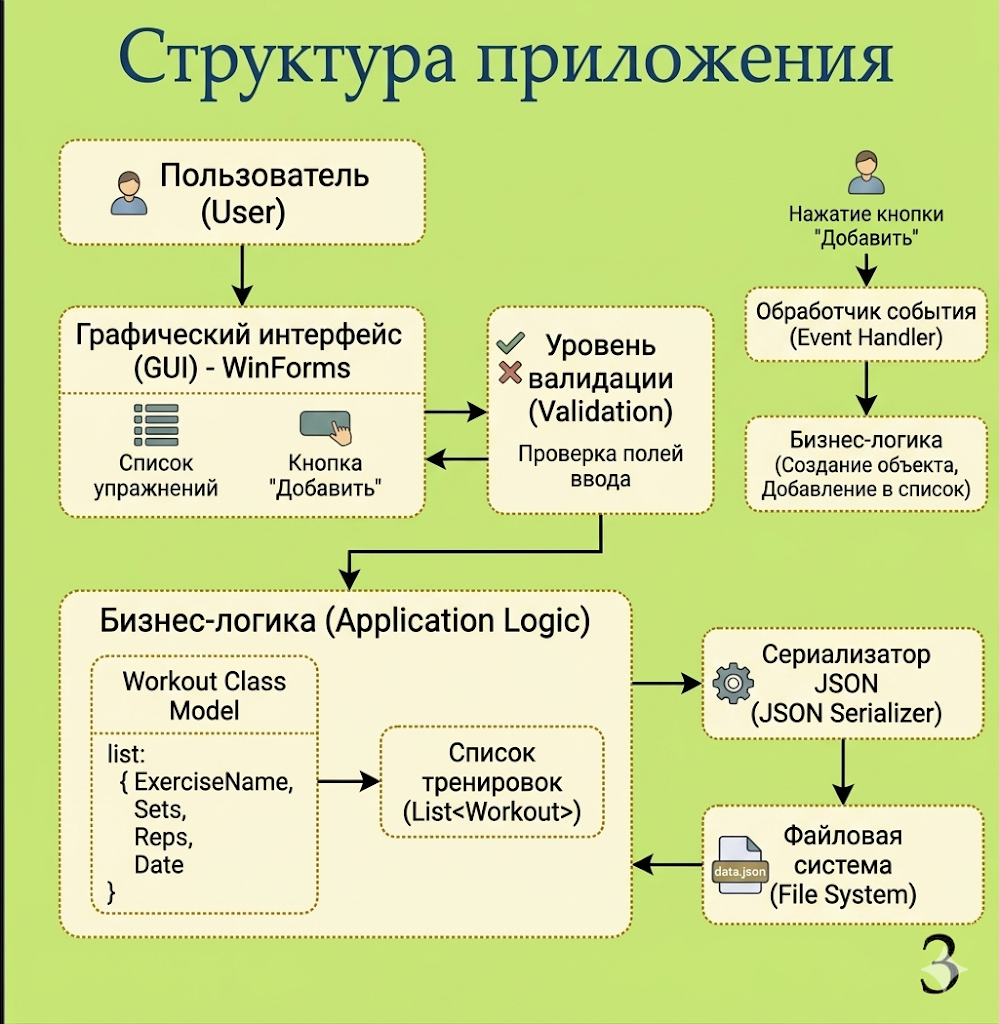 Структура приложения
Пользователь
(User)
Графический интерфейс
(GUI) - WinForms
Список
упражнений
Кнопка
"Добавить"
Уровень
валидации
(Validation)
Проверка полей
ввода
Нажатие кнопки
"Добавить"
Обработчик события
(Event Handler)
Бизнес-логика
(Создание объекта,
Добавление в список)
Бизнес-логика (Application Logic)
Workout Class
Model
list:
{ ExerciseName,
Sets,
Reps,
Date
}
Список
тренировок
(List<Workout>)
Сериализатор
JSON
(JSON Serializer)
data.json
Файловая
система
(File System)
3